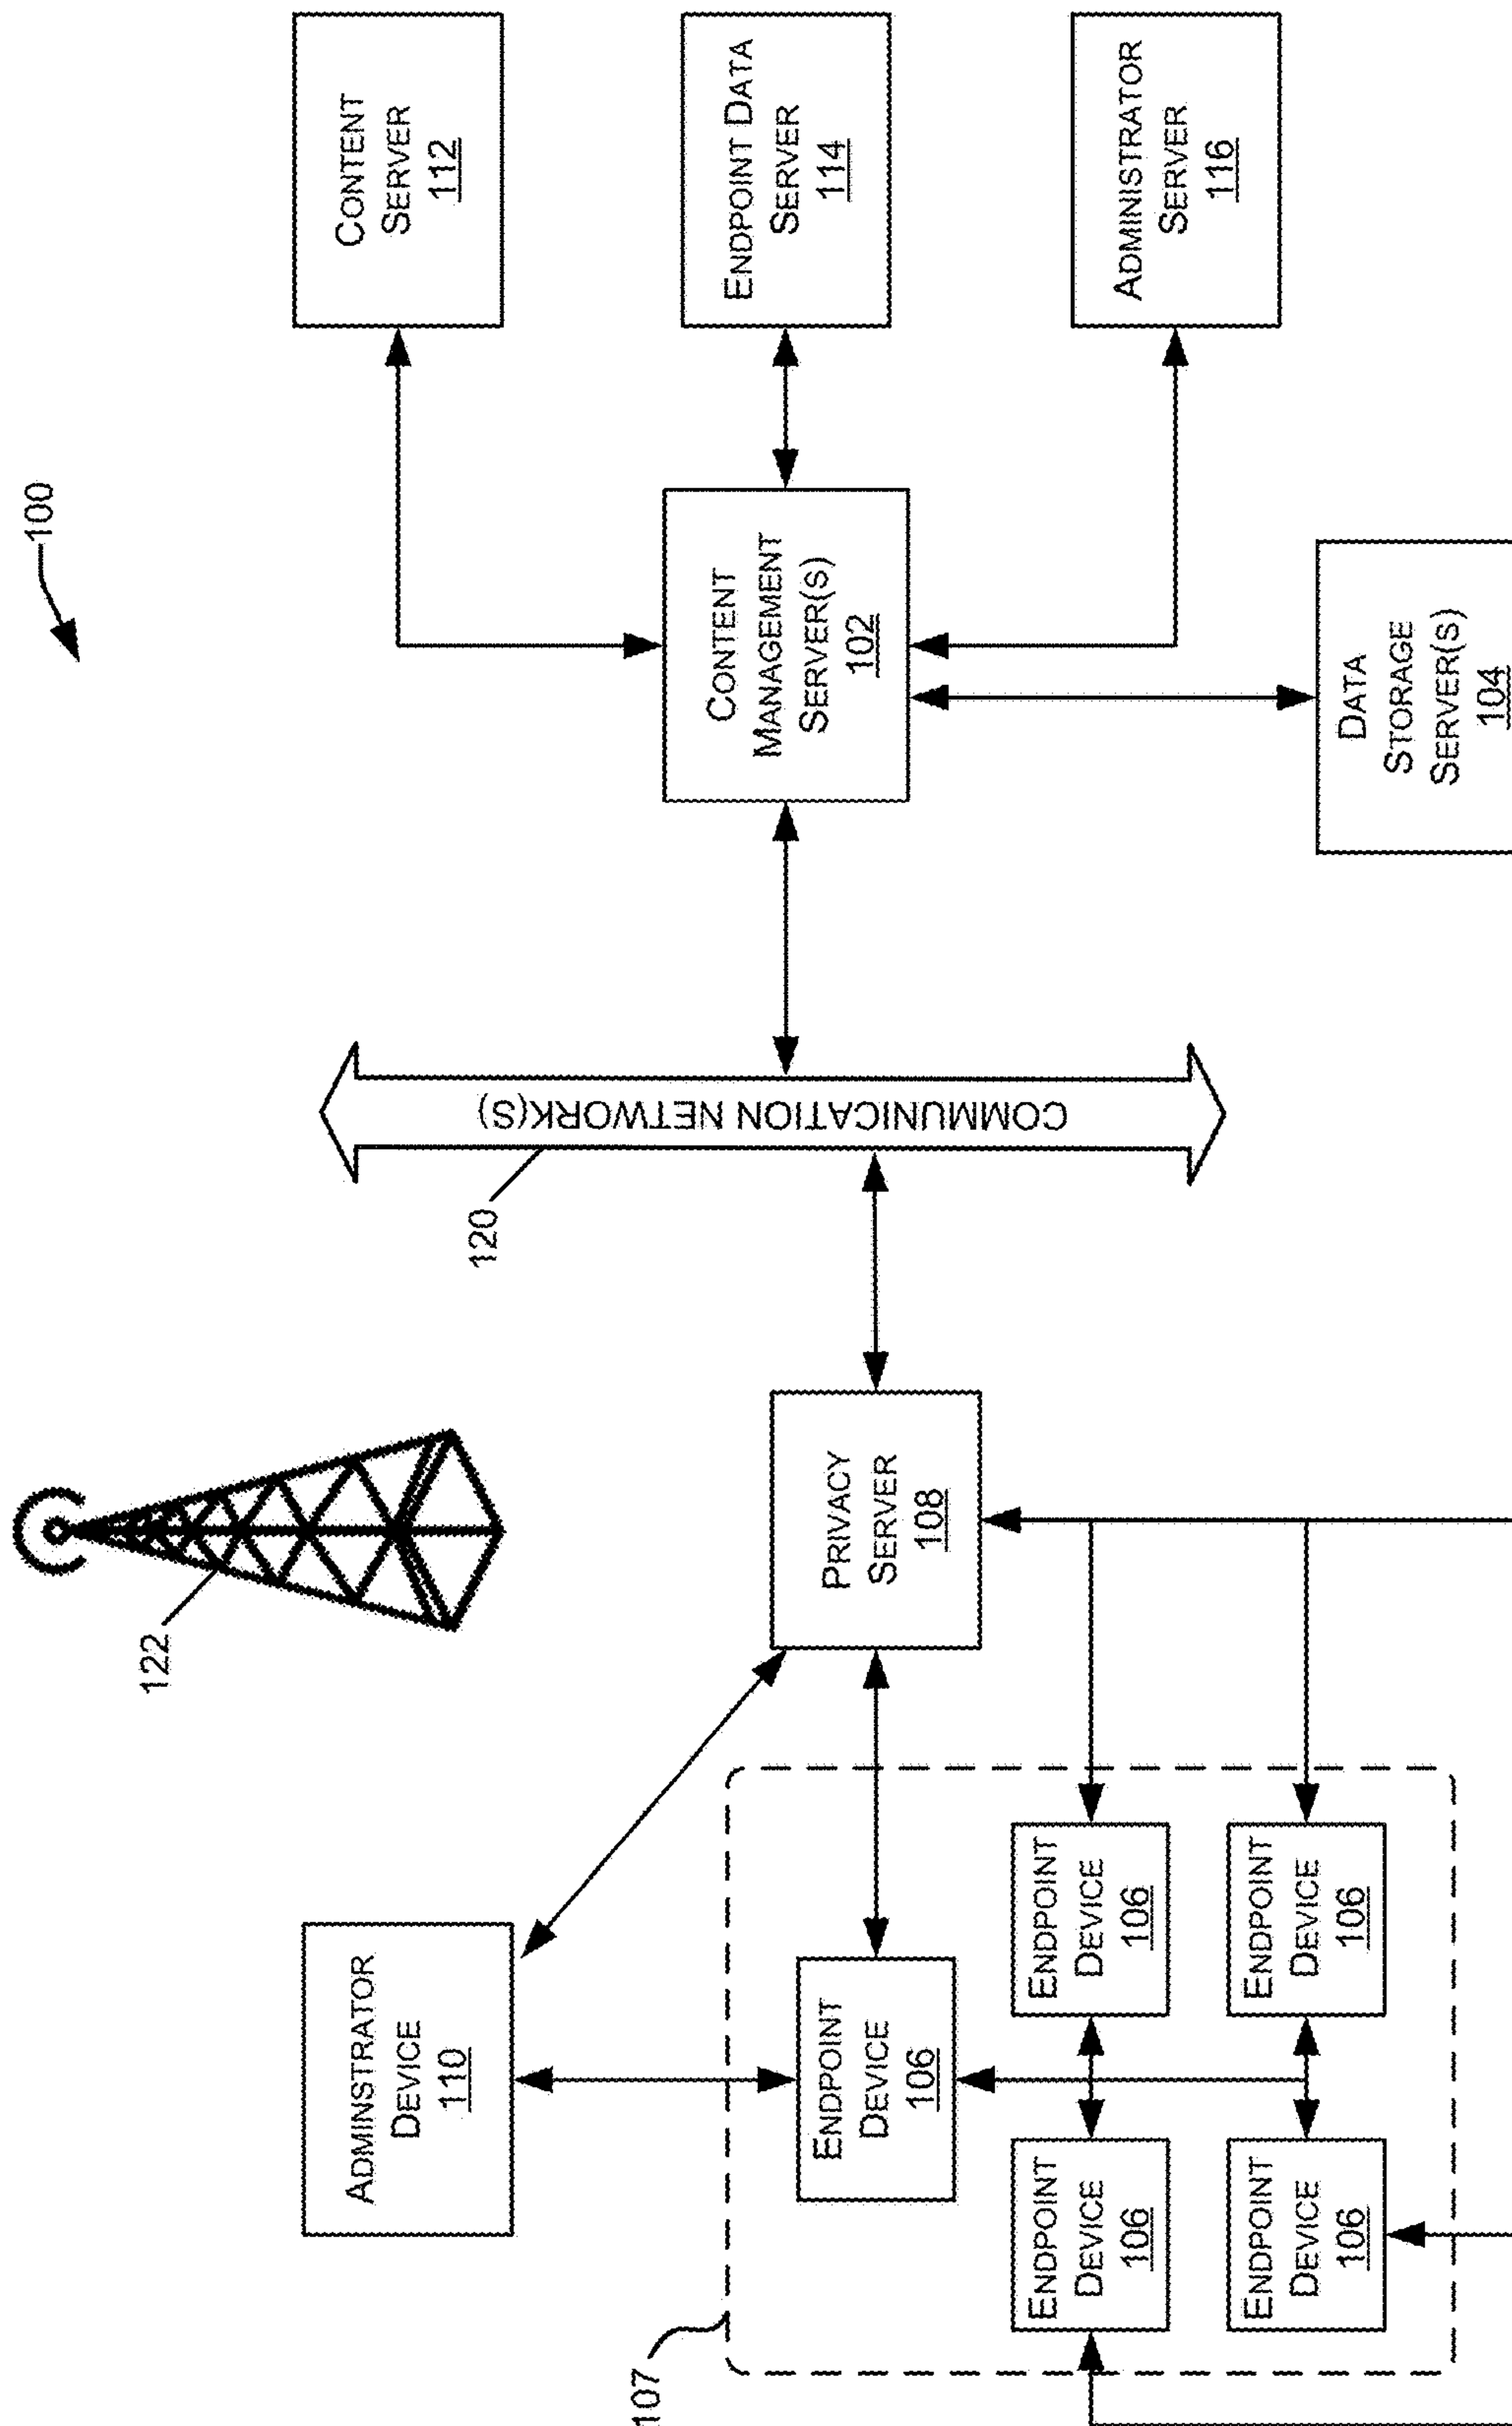 100
122
120
107
ADMINSTRATOR
DEVICE
110
PRIVACY
SERVER
108
COMMUNICATION NETWORK(S)
CONTENT
MANAGEMENT
SERVER(S)
102
CONTENT
SERVER
112
ENDPOINT DATA
SERVER
114
ADMINISTRATOR
SERVER
116
DATA
STORAGE
SERVER(S)
104
ENDPOINT
DEVICE
106
ENDPOINT
DEVICE
106
ENDPOINT
DEVICE
106
ENDPOINT
DEVICE
106
ENDPOINT
DEVICE
106